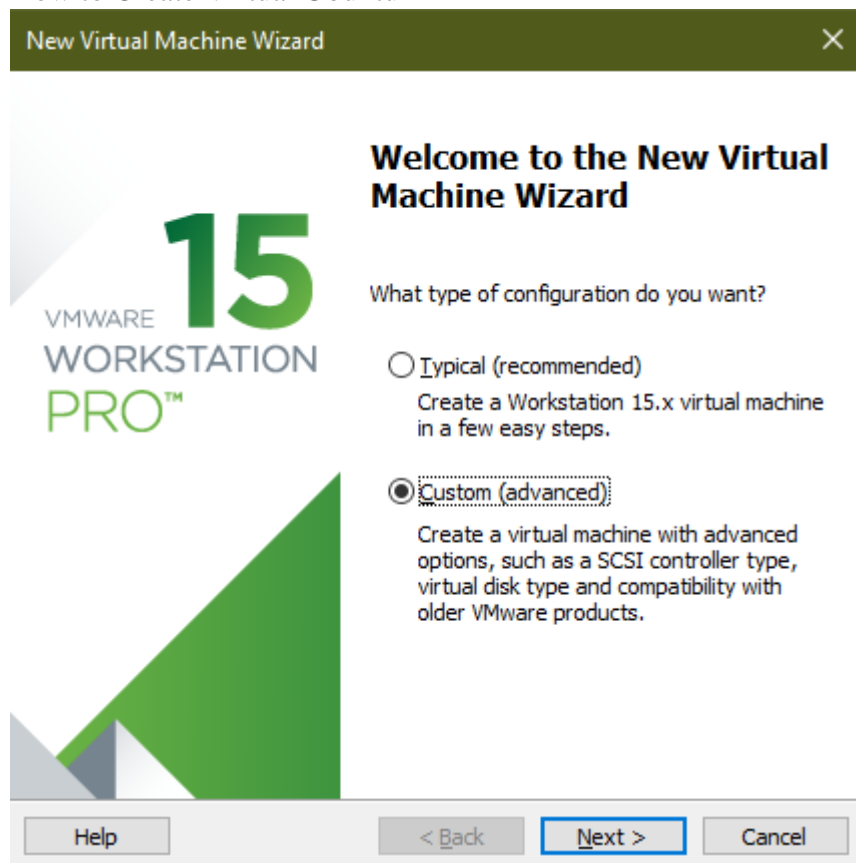 New Virtual Machine Wizard
Welcome to the New Virtual
Machine Wizard
15
VMWARE
WORKSTATION
PRO™
What type of configuration do you want?
Typical (recommended)
Create a Workstation 15.x virtual machine
in a few easy steps.
Custom (advanced)
Create a virtual machine with advanced
options, such as a SCSI controller type,
virtual disk type and compatibility with
older VMware products.
Help
< Back
Next >
Cancel